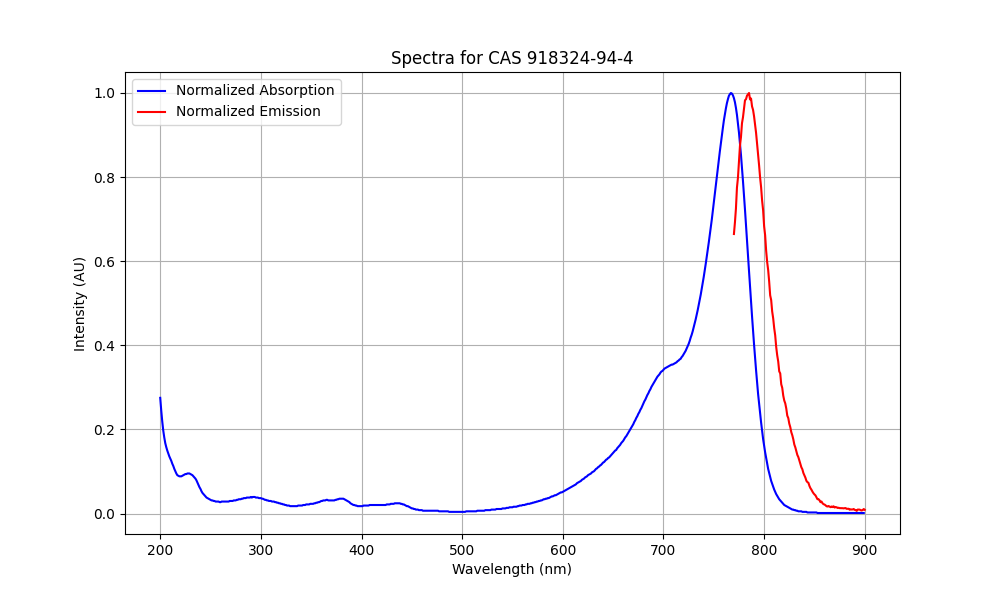 Spectra for CAS 918324-94-4
Normalized Absorption
Normalized Emission
1.0
0.8
0.6
0.4
0.2
0.0
Intensity (AU)
200 300 400 500 600 700 800 900
Wavelength (nm)